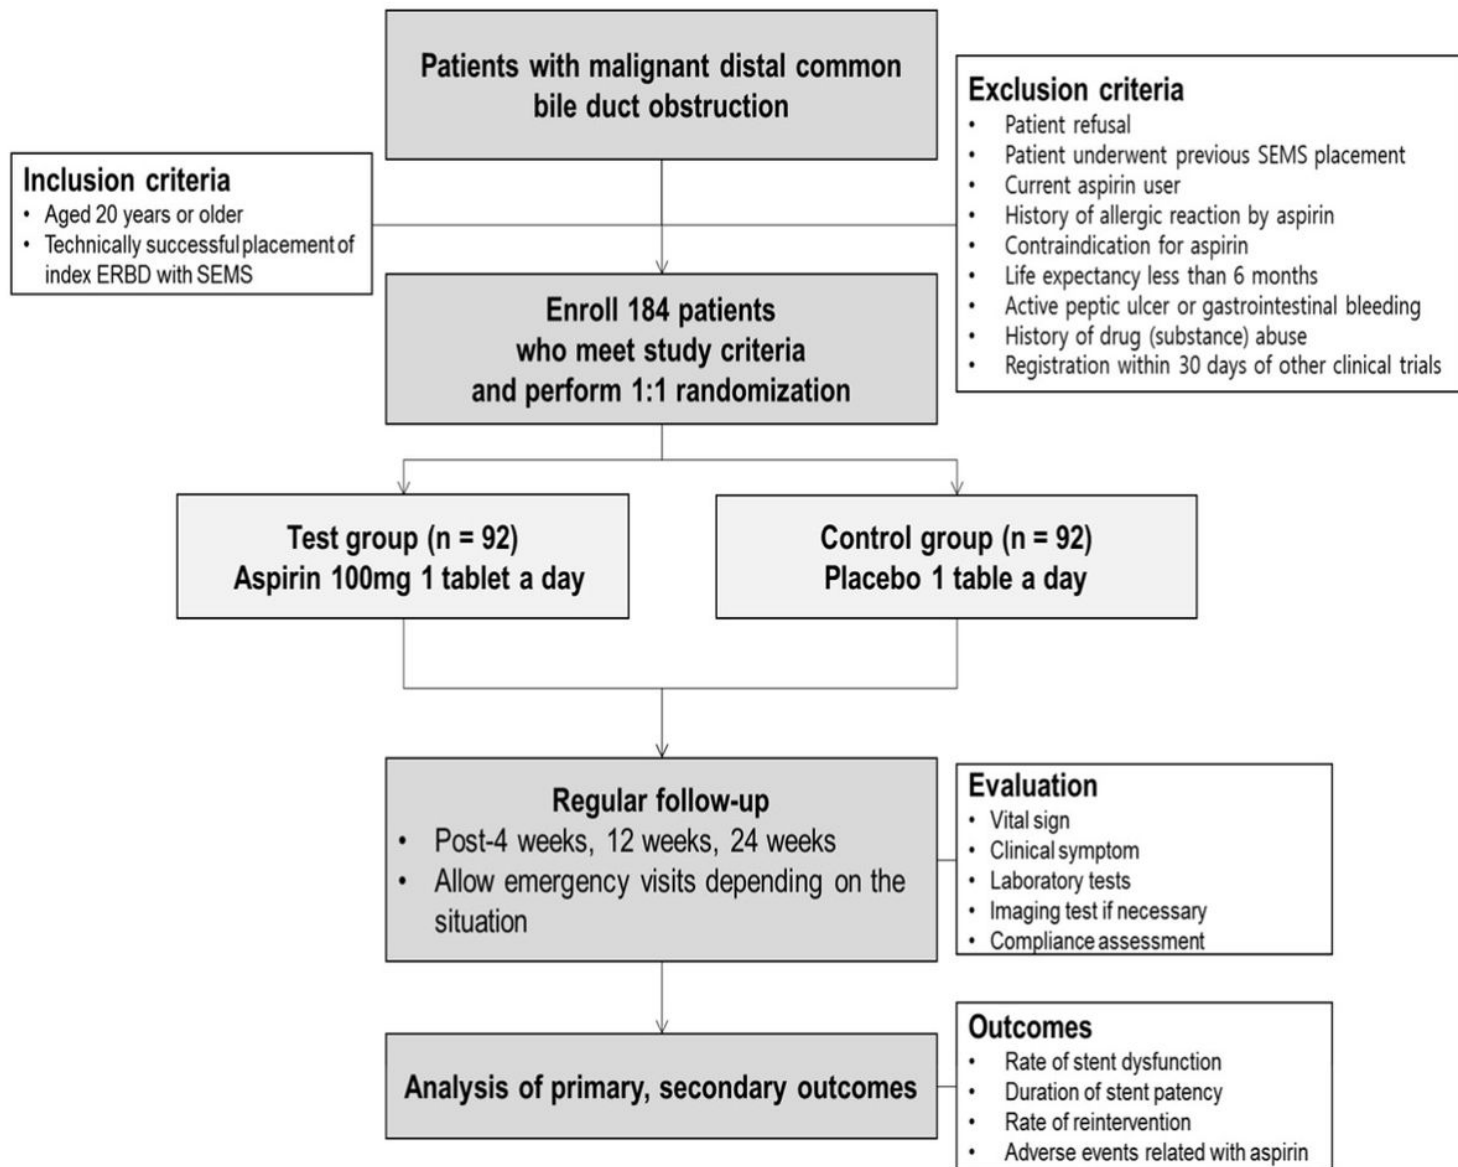 Patients with malignant distal common
bile duct obstruction
Inclusion criteria
• Aged 20 years or older
• Technically successful placement of
index ERBD with SEMS
Exclusion criteria
• Patient refusal
• Patient underwent previous SEMS placement
• Current aspirin user
• History of allergic reaction by aspirin
• Contraindication for aspirin
• Life expectancy less than 6 months
• Active peptic ulcer or gastrointestinal bleeding
• History of drug (substance) abuse
• Registration within 30 days of other clinical trials
Enroll 184 patients
who meet study criteria
and perform 1:1 randomization
Test group (n = 92)
Aspirin 100mg 1 tablet a day
Control group (n = 92)
Placebo 1 table a day
Regular follow-up
• Post-4 weeks, 12 weeks, 24 weeks
• Allow emergency visits depending on the
situation
Evaluation
• Vital sign
• Clinical symptom
• Laboratory tests
• Imaging test if necessary
• Compliance assessment
Analysis of primary, secondary outcomes
Outcomes
• Rate of stent dysfunction
• Duration of stent patency
• Rate of reintervention
• Adverse events related with aspirin